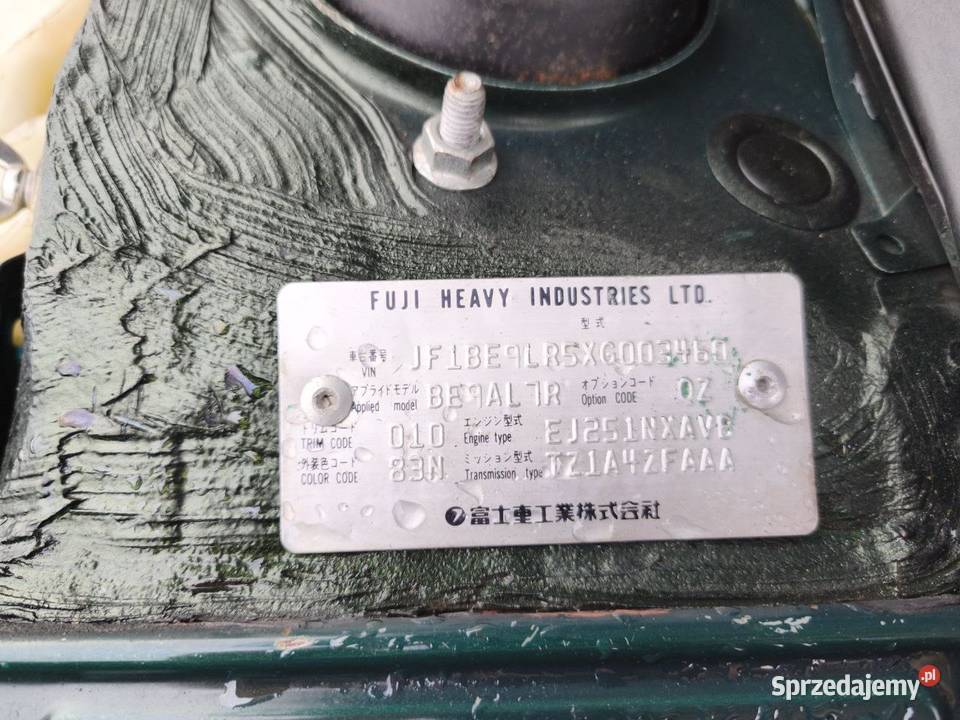 FUJI HEAVY INDUSTRIES LTD.
型式
車台番号 VIN JF1BE9LR5XG003460
アプライドモデル Applied model BE9AL7R オプションコード Option CODE OZ
トリムコード TRIM CODE 010 エンジン型式 Engine type EJ251NXAVB
外装色コード COLOR CODE 83N ミッション型式 Transmission type TZ1A42FAAA
富士重工業株式会社
Sprzedajemy.pl